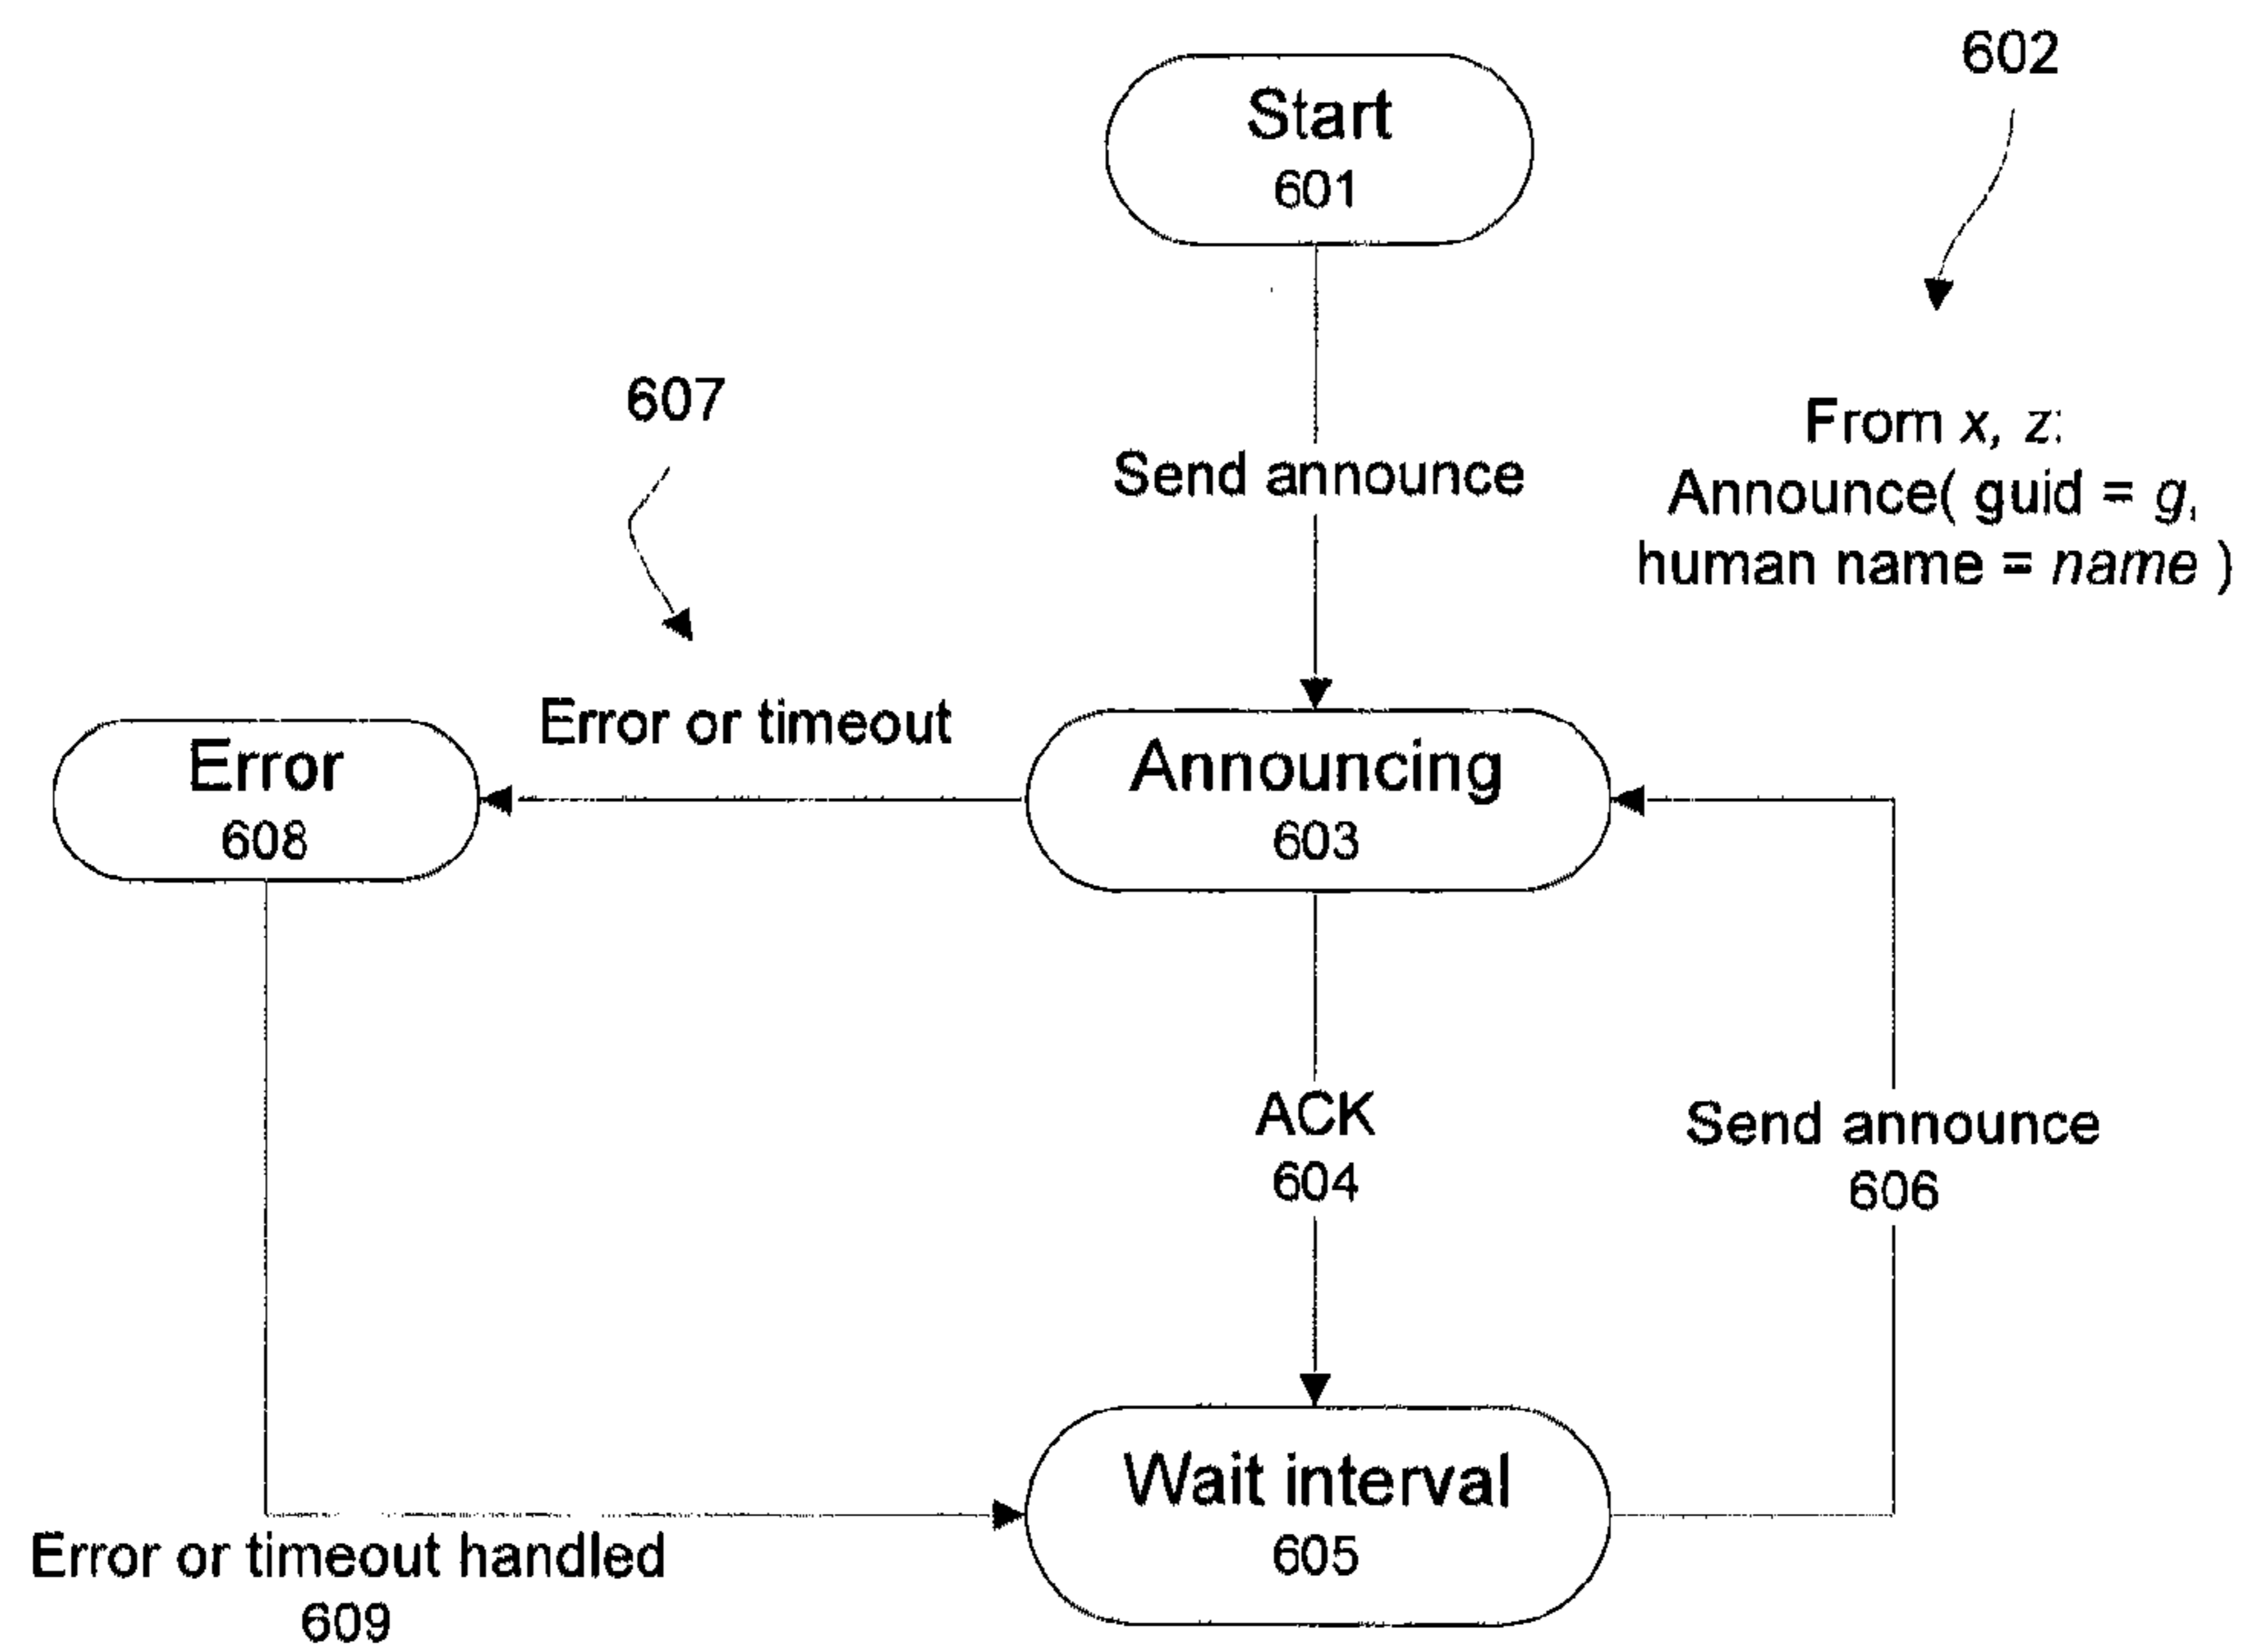 602
Start
601
607
From x, z:
Send announce
Announce( guid = g,
human name = name )
Error or timeout
Error
608
Announcing
603
ACK
604
Send announce
606
Wait interval
605
Error or timeout handled
609